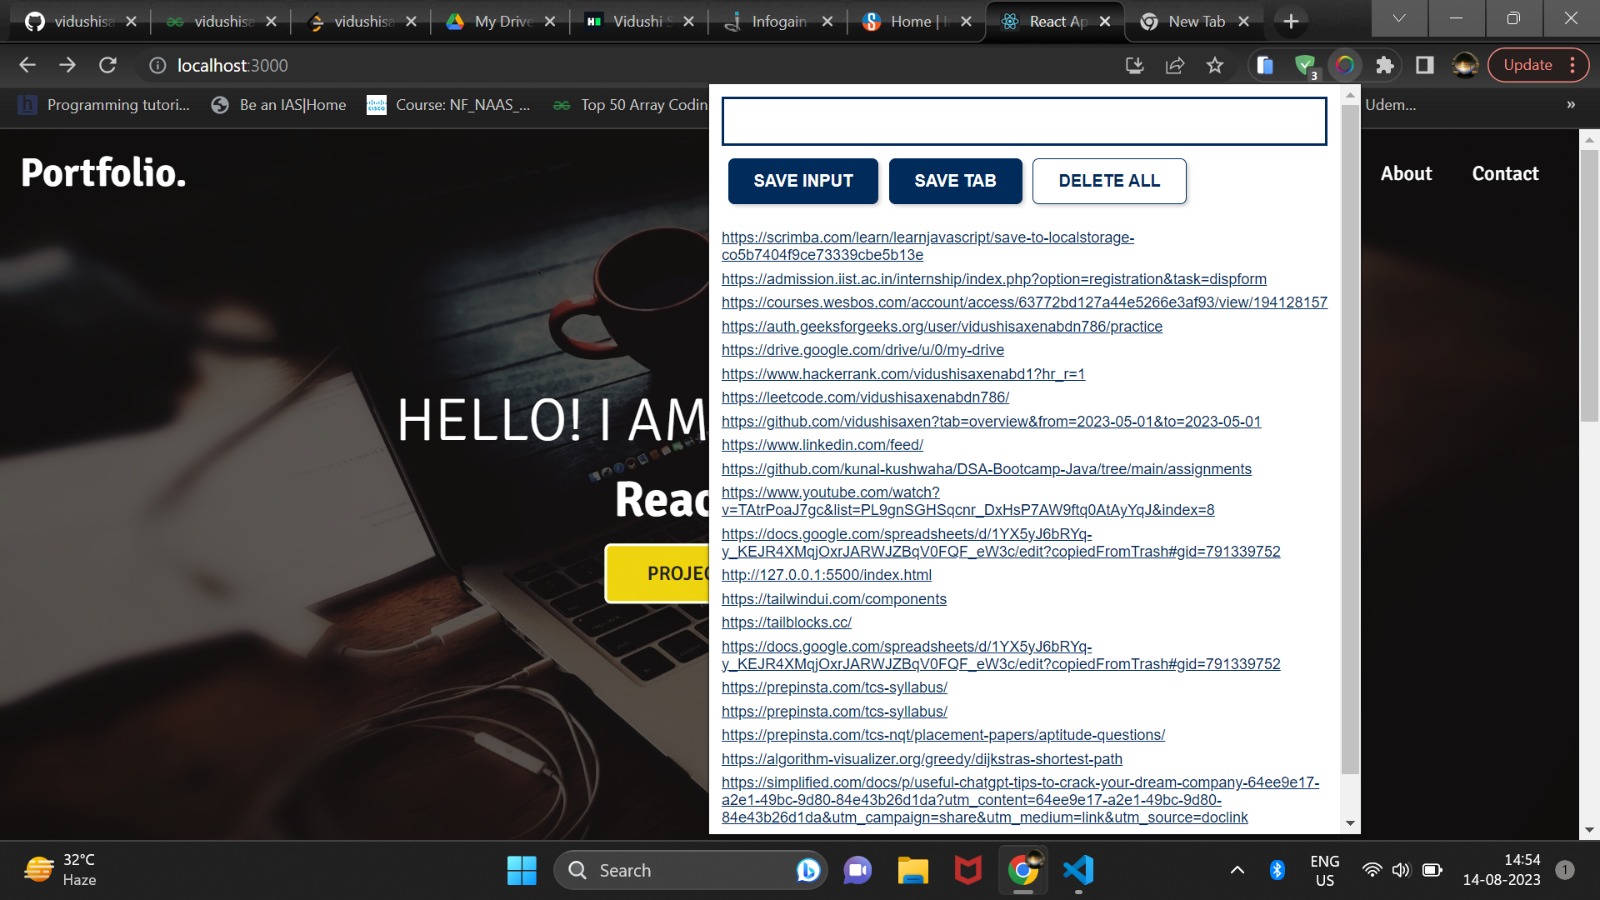 vidushisa
vidushisa
vidushisa
My Drive
Vidushi S
Infogain
Home | I
React Ap
New Tab
localhost:3000
3
Update
Programming tutori...
Be an IAS|Home
Course: NF_NAAS_...
Top 50 Array Codin
Udem...
»
Portfolio.
About
Contact
HELLO! I AM
Reac
PROJEC
SAVE INPUT
SAVE TAB
DELETE ALL
https://scrimba.com/learn/learnjavascript/save-to-localstorage-
co5b7404f9ce73339cbe5b13e
https://admission.iist.ac.in/internship/index.php?option=registration&task=dispform
https://courses.wesbos.com/account/access/63772bd127a44e5266e3af93/view/194128157
https://auth.geeksforgeeks.org/user/vidushisaxenabdn786/practice
https://drive.google.com/drive/u/0/my-drive
https://www.hackerrank.com/vidushisaxenabd1?hr_r=1
https://leetcode.com/vidushisaxenabdn786/
https://github.com/vidushisaxen?tab=overview&from=2023-05-01&to=2023-05-01
https://www.linkedin.com/feed/
https://github.com/kunal-kushwaha/DSA-Bootcamp-Java/tree/main/assignments
https://www.youtube.com/watch?
v=TAtrPoaJ7gc&list=PL9gnSGHSqcnr_DxHsP7AW9ftq0AtAyYqJ&index=8
https://docs.google.com/spreadsheets/d/1YX5yJ6bRYq-
y_KEJR4XMqjOxrJARWJZBqV0FQF_eW3c/edit?copiedFromTrash#gid=791339752
http://127.0.0.1:5500/index.html
https://tailwindui.com/components
https://tailblocks.cc/
https://docs.google.com/spreadsheets/d/1YX5yJ6bRYq-
y_KEJR4XMqjOxrJARWJZBqV0FQF_eW3c/edit?copiedFromTrash#gid=791339752
https://prepinsta.com/tcs-syllabus/
https://prepinsta.com/tcs-syllabus/
https://prepinsta.com/tcs-nqt/placement-papers/aptitude-questions/
https://algorithm-visualizer.org/greedy/dijkstras-shortest-path
https://simplified.com/docs/p/useful-chatgpt-tips-to-crack-your-dream-company-64ee9e17-
a2e1-49bc-9d80-84e43b26d1da?utm_content=64ee9e17-a2e1-49bc-9d80-
84e43b26d1da&utm_campaign=share&utm_medium=link&utm_source=doclink
32°C
Haze
Search
ENG
US
14:54
14-08-2023
1